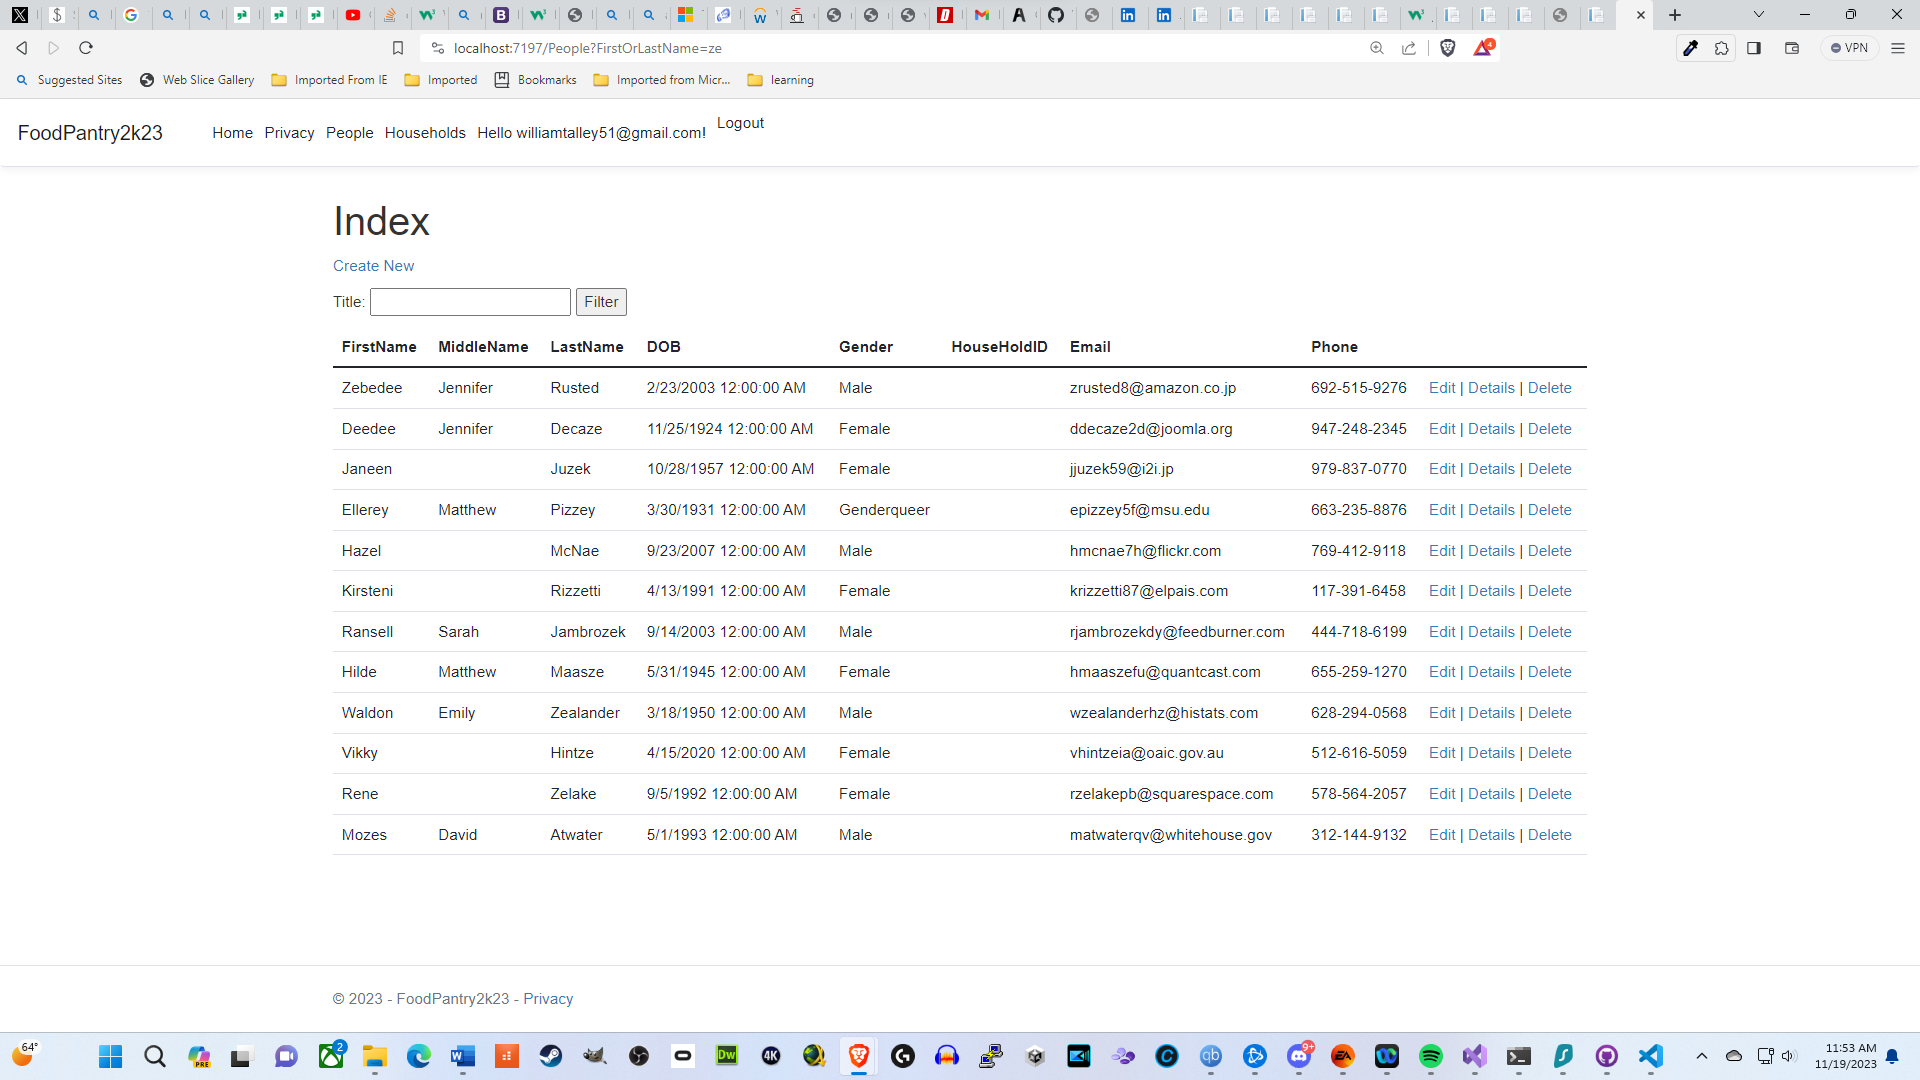 localhost:7197/People?FirstOrLastName=ze
4
VPN
Suggested Sites Web Slice Gallery Imported From IE Imported Bookmarks Imported from Micr... learning
FoodPantry2k23 Home Privacy People Households Hello williamtalley51@gmail.com! Logout
Index
Create New
Title: Filter
FirstName MiddleName LastName DOB Gender HouseHoldID Email Phone
Zebedee Jennifer Rusted 2/23/2003 12:00:00 AM Male zrusted8@amazon.co.jp 692-515-9276 Edit | Details | Delete
Deedee Jennifer Decaze 11/25/1924 12:00:00 AM Female ddecaze2d@joomla.org 947-248-2345 Edit | Details | Delete
Janeen Juzek 10/28/1957 12:00:00 AM Female jjuzek59@i2i.jp 979-837-0770 Edit | Details | Delete
Ellerey Matthew Pizzey 3/30/1931 12:00:00 AM Genderqueer epizzey5f@msu.edu 663-235-8876 Edit | Details | Delete
Hazel McNae 9/23/2007 12:00:00 AM Male hmcnae7h@flickr.com 769-412-9118 Edit | Details | Delete
Kirsteni Rizzetti 4/13/1991 12:00:00 AM Female krizzetti87@elpais.com 117-391-6458 Edit | Details | Delete
Ransell Sarah Jambrozek 9/14/2003 12:00:00 AM Male rjambrozekdy@feedburner.com 444-718-6199 Edit | Details | Delete
Hilde Matthew Maasze 5/31/1945 12:00:00 AM Female hmaaszefu@quantcast.com 655-259-1270 Edit | Details | Delete
Waldon Emily Zealander 3/18/1950 12:00:00 AM Male wzealanderhz@histats.com 628-294-0568 Edit | Details | Delete
Vikky Hintze 4/15/2020 12:00:00 AM Female vhintzeia@oaic.gov.au 512-616-5059 Edit | Details | Delete
Rene Zelake 9/5/1992 12:00:00 AM Female rzelakepb@squarespace.com 578-564-2057 Edit | Details | Delete
Mozes David Atwater 5/1/1993 12:00:00 AM Male matwaterqv@whitehouse.gov 312-144-9132 Edit | Details | Delete
© 2023 - FoodPantry2k23 - Privacy
64°
PRE
2
Dw
4K
qb
9+
EA
11:53 AM
11/19/2023